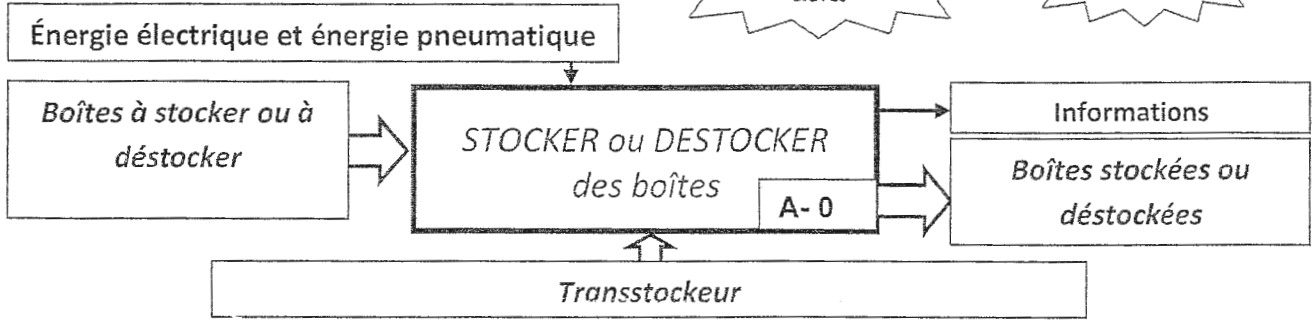 Énergie électrique et énergie pneumatique
Boîtes à stocker ou à
déstocker
STOCKER ou DESTOCKER
des boîtes
A- 0
Informations
Boîtes stockées ou
déstockées
Transstockeur